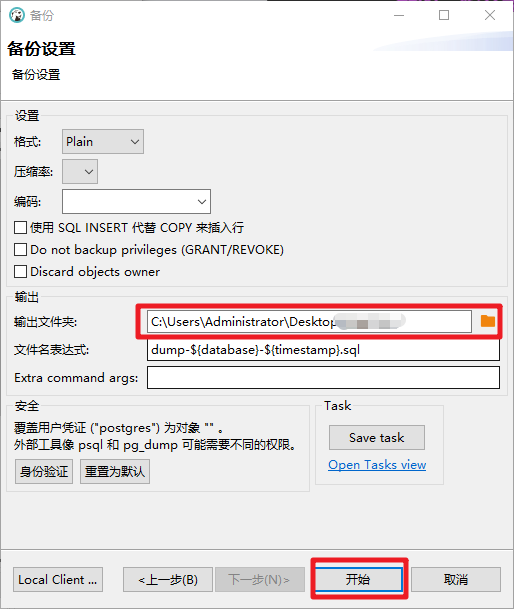 备份
备份设置
备份设置
设置
格式: Plain
压缩率:
编码:
使用 SQL INSERT 代替 COPY 来插入行
Do not backup privileges (GRANT/REVOKE)
Discard objects owner
输出
输出文件夹: C:\Users\Administrator\Desktop
文件名表达式: dump-${database}-${timestamp}.sql
Extra command args:
安全
覆盖用户凭证 ("postgres") 为对象 "" 。
外部工具像 psql 和 pg_dump 可能需要不同的权限。
身份验证 重置为默认
Task
Save task
Open Tasks view
Local Client ... <上一步(B) 下一步(N)> 开始 取消